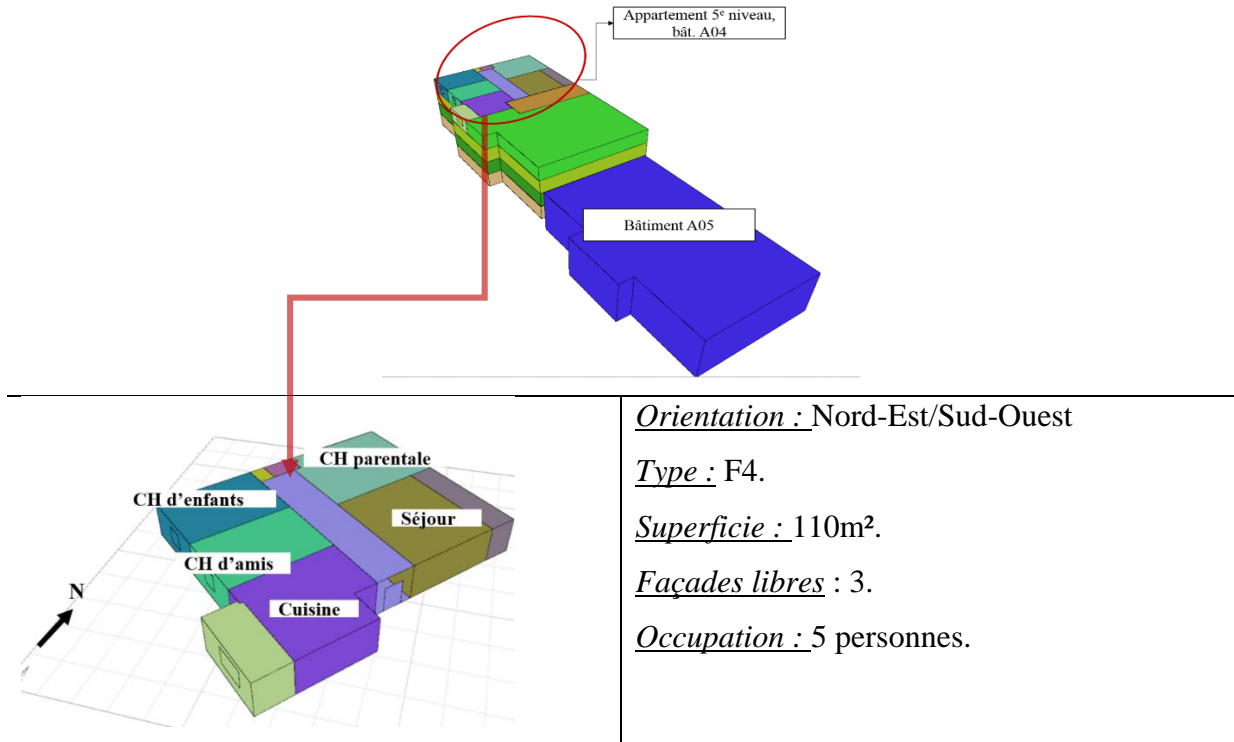 Appartement 5ᵉ niveau,
bât. A04
Bâtiment A05
CH parentale
CH d'enfants
Séjour
CH d'amis
N
Cuisine
Orientation : Nord-Est/Sud-Ouest
Type : F4.
Superficie : 110m².
Façades libres : 3.
Occupation : 5 personnes.